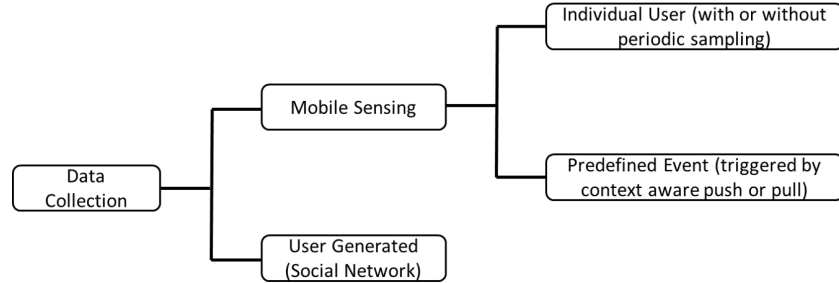 Data
Collection
Mobile Sensing
User Generated
(Social Network)
Individual User (with or without
periodic sampling)
Predefined Event (triggered by
context aware push or pull)